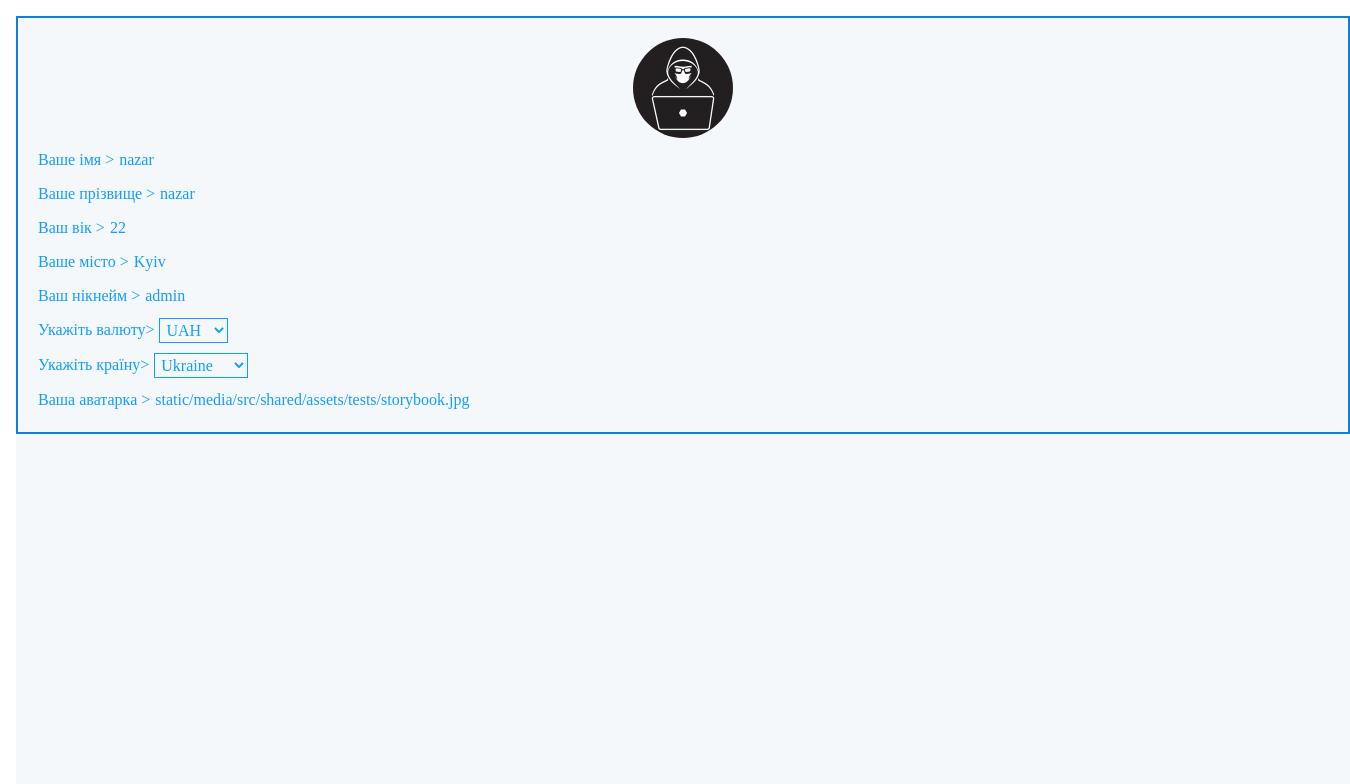 Ваше імя > nazar
Ваше прізвище > nazar
Ваш вік > 22
Ваше місто > Kyiv
Ваш нікнейм > admin
Укажіть валюту> UAH
Укажіть країну> Ukraine
Ваша аватарка > static/media/src/shared/assets/tests/storybook.jpg